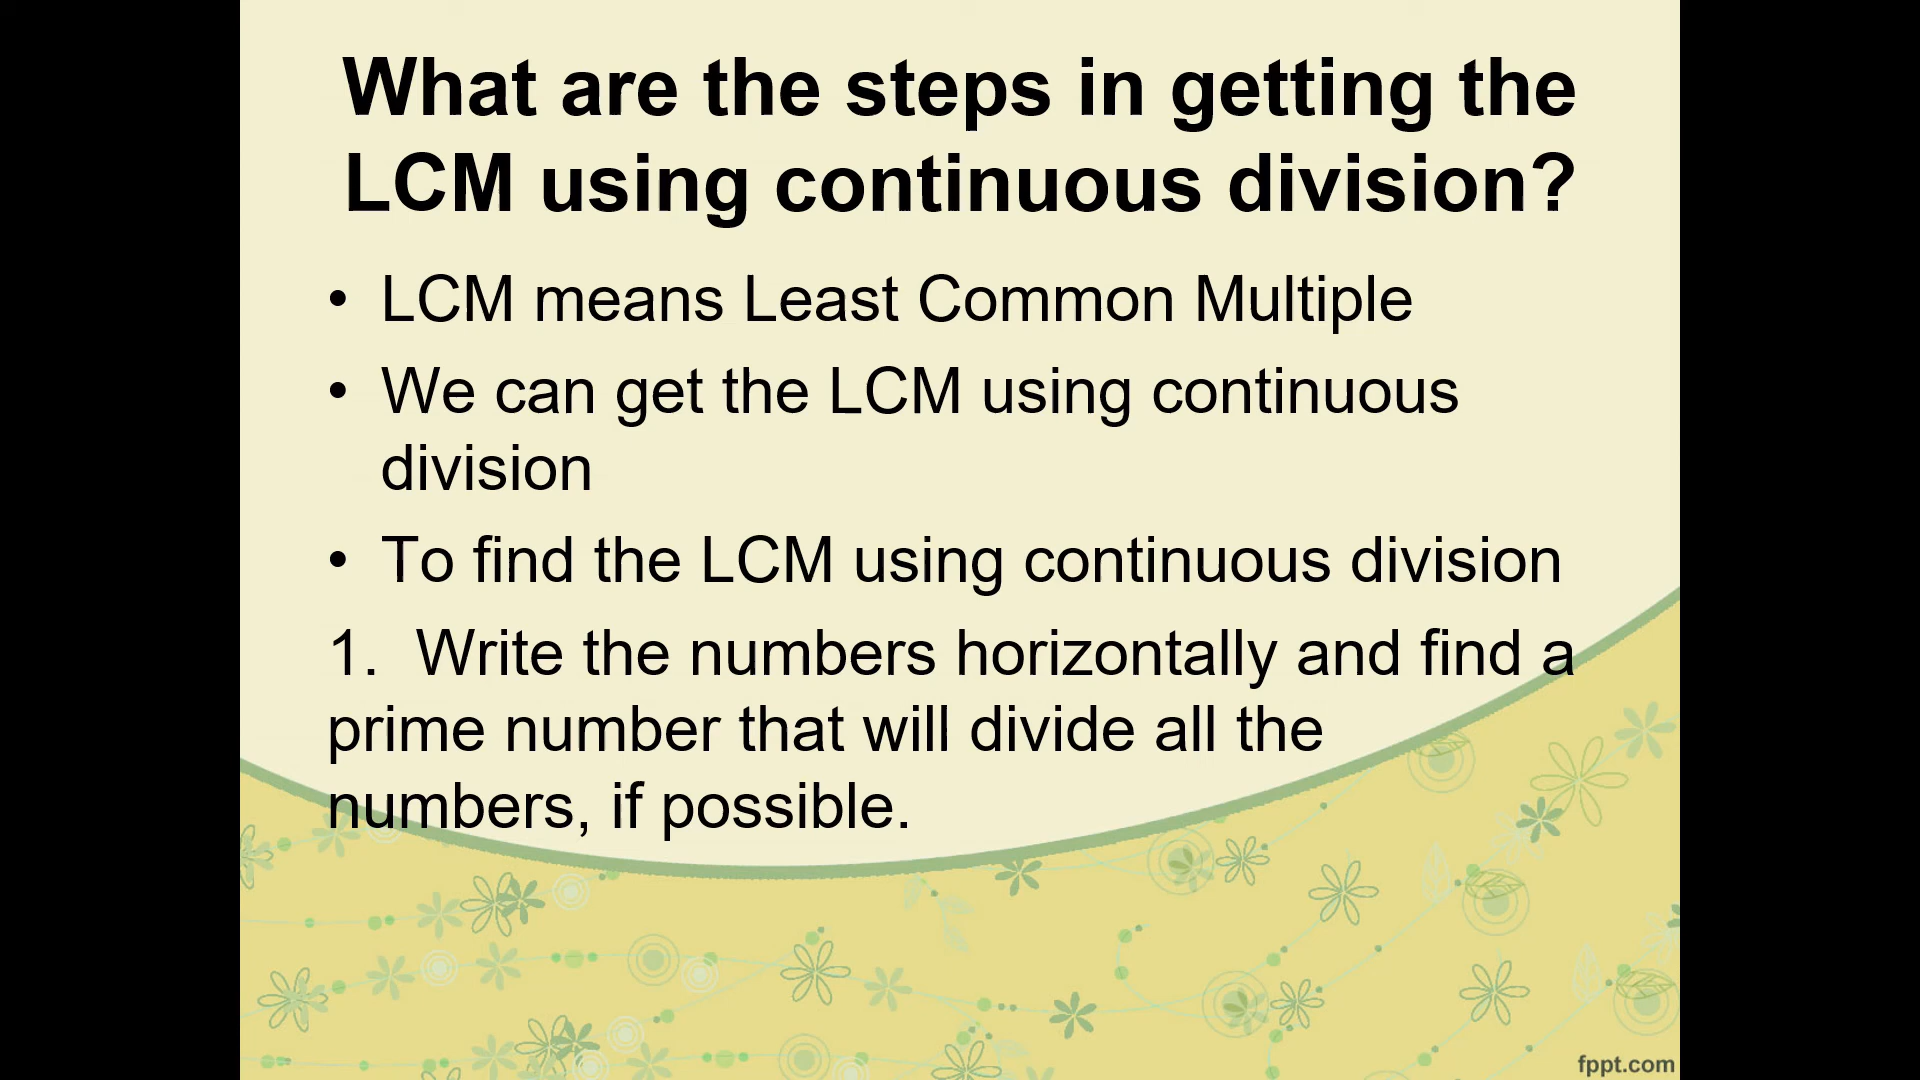 What are the steps in getting the
LCM using continuous division?
• LCM means Least Common Multiple
• We can get the LCM using continuous
division
• To find the LCM using continuous division
1. Write the numbers horizontally and find a
prime number that will divide all the
numbers, if possible.
fppt.com